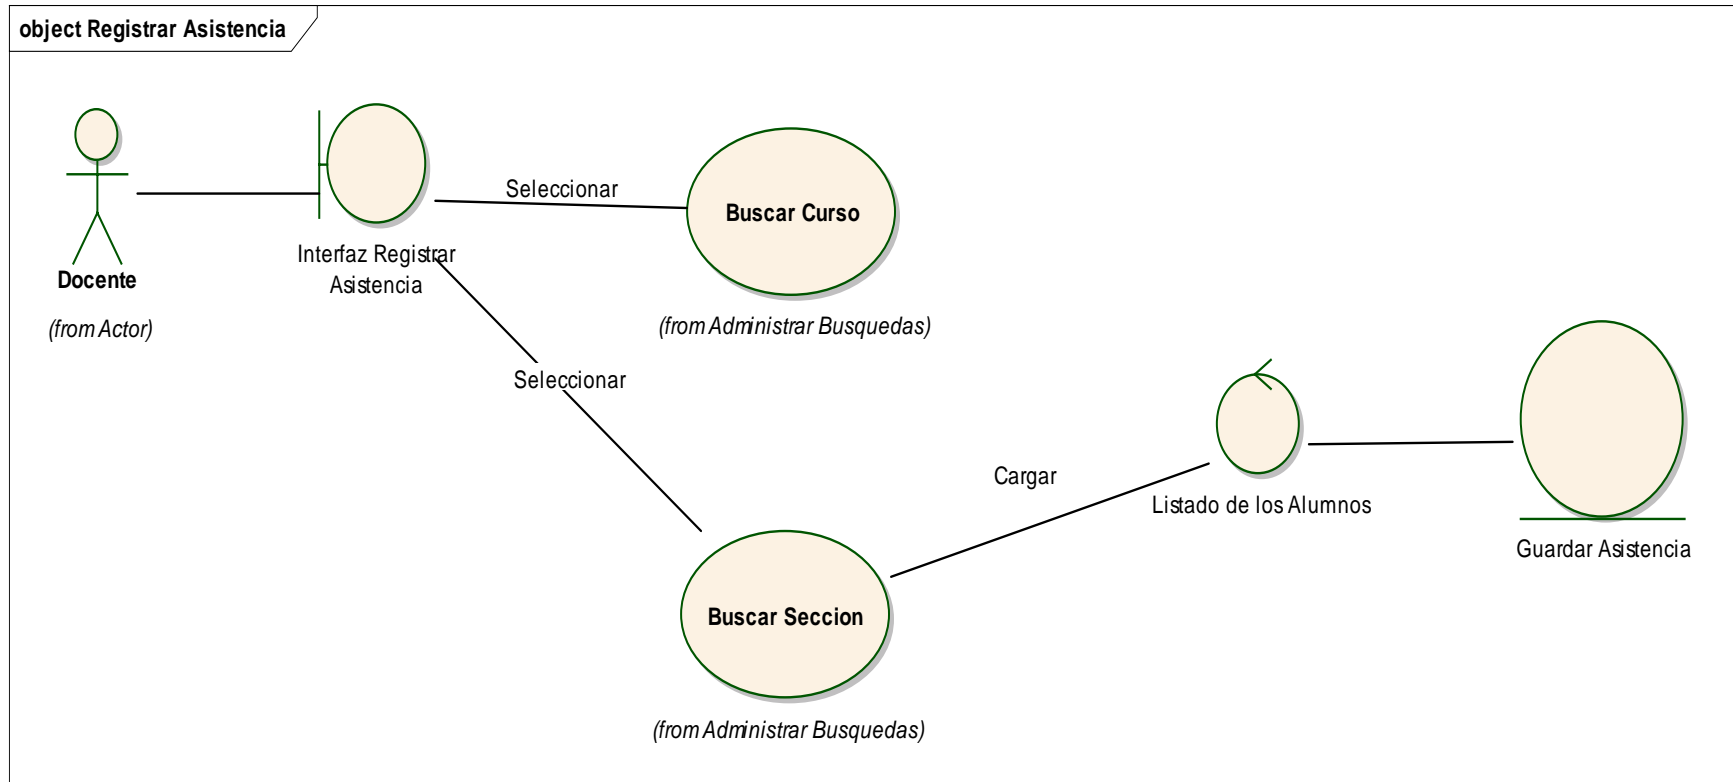 object Registrar Asistencia
Docente
(from Actor)
Interfaz Registrar
Asistencia
Seleccionar
Buscar Curso
(from Administrar Busquedas)
Seleccionar
Buscar Seccion
(from Administrar Busquedas)
Cargar
Listado de los Alumnos
Guardar Asistencia